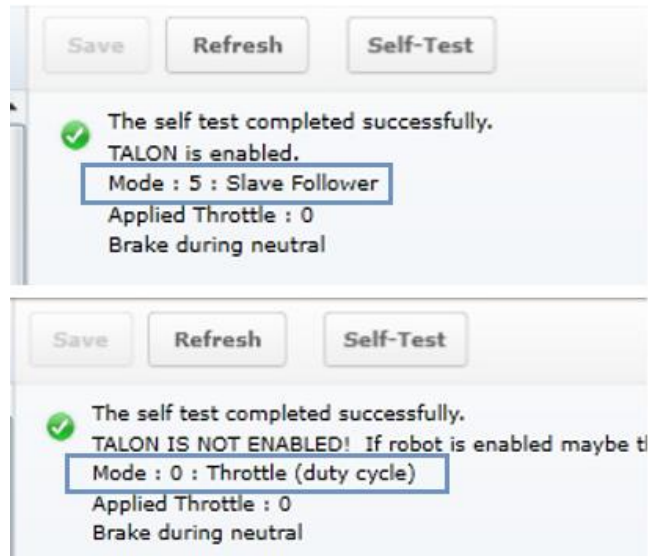 Save Refresh Self-Test
The self test completed successfully.
TALON is enabled.
Mode : 5 : Slave Follower
Applied Throttle : 0
Brake during neutral
Save Refresh Self-Test
The self test completed successfully.
TALON IS NOT ENABLED! If robot is enabled maybe
Mode : 0 : Throttle (duty cycle)
Applied Throttle : 0
Brake during neutral